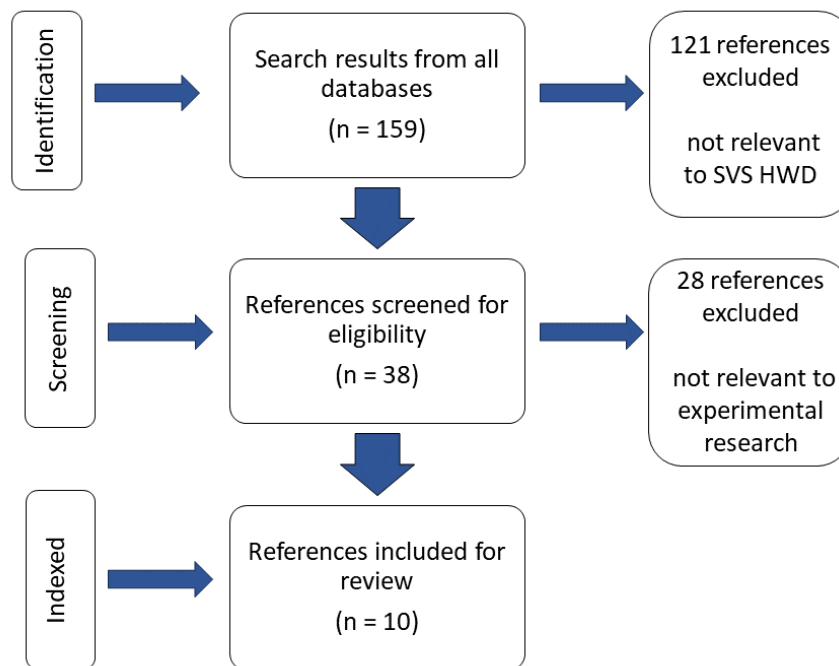 Identification
Search results from all
databases
(n = 159)
121 references
excluded
not relevant
to SVS HWD
Screening
References screened for
eligibility
(n = 38)
28 references
excluded
not relevant to
experimental
research
Indexed
References included for
review
(n = 10)